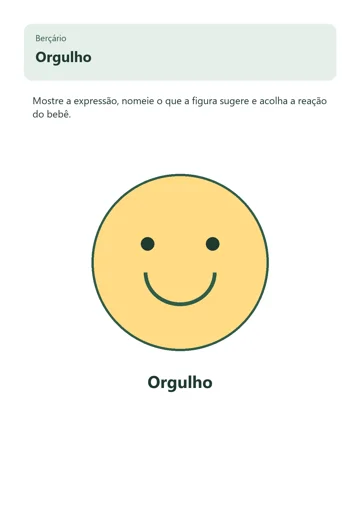 Berçário
Orgulho
Mostre a expressão, nomeie o que a figura sugere e acolha a reação
do bebê.
Orgulho